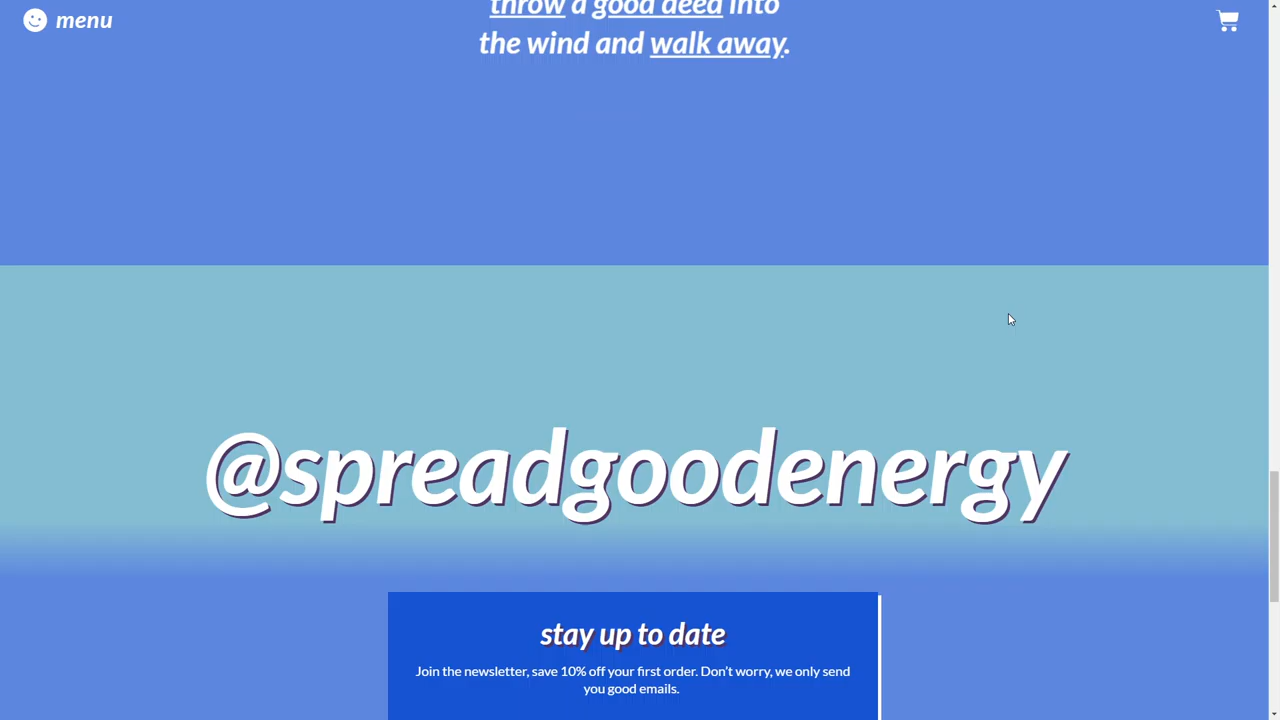 menu
throw a good deed into
the wind and walk away.
@spreadgoodenergy
stay up to date
Join the newsletter, save 10% off your first order. Don't worry, we only send
you good emails.